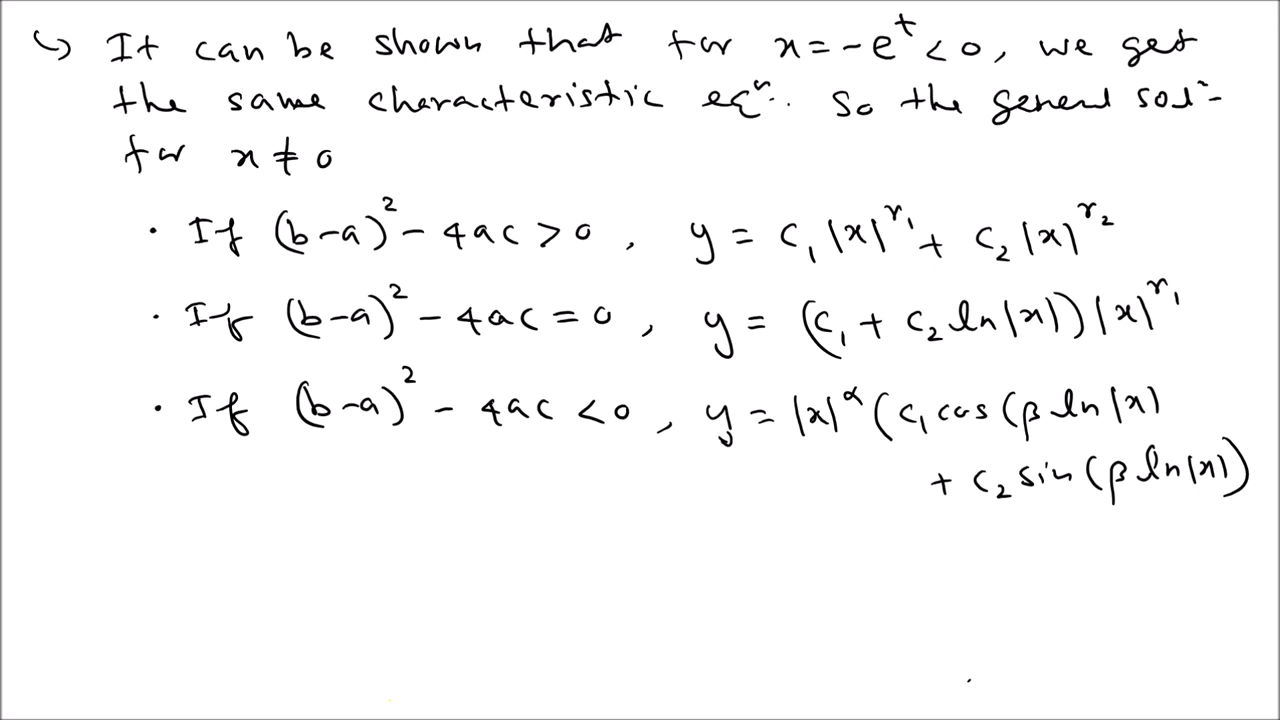 ↳ It can be shown that for x = -e^t < 0, we get
the same characteristic eqⁿ. So the general solⁿ
for x ≠ 0
· If (b-a)² - 4ac > 0, y = c₁|x|^r₁ + c₂|x|^r₂
· If (b-a)² - 4ac = 0, y = (c₁ + c₂ ln|x|)|x|^r₁
· If (b-a)² - 4ac < 0, y = |x|^α (c₁ cos(β ln|x|
+ c₂ sin(β ln|x|)